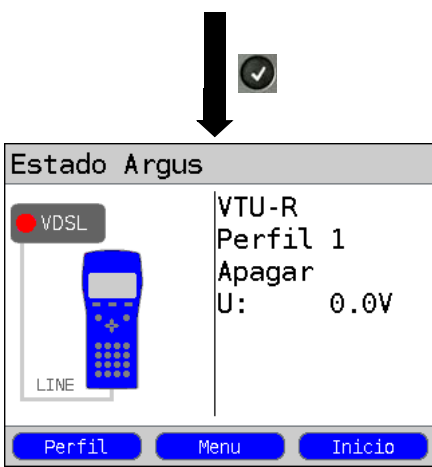 Estado Argus
VDSL
LINE
VTU-R
Perfil 1
Apagar
U: 0.0V
Perfil Menu Inicio